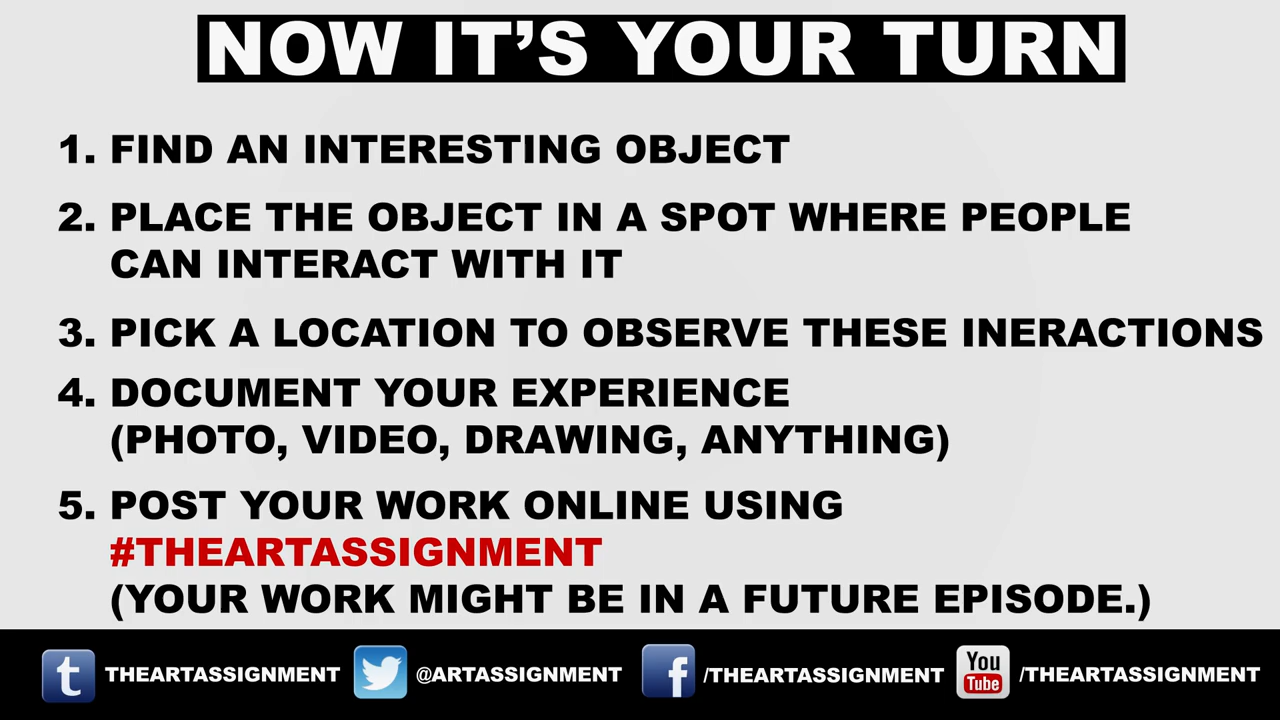 NOW IT'S YOUR TURN
1. FIND AN INTERESTING OBJECT
2. PLACE THE OBJECT IN A SPOT WHERE PEOPLE
CAN INTERACT WITH IT
3. PICK A LOCATION TO OBSERVE THESE INERACTIONS
4. DOCUMENT YOUR EXPERIENCE
(PHOTO, VIDEO, DRAWING, ANYTHING)
5. POST YOUR WORK ONLINE USING
#THEARTASSIGNMENT
(YOUR WORK MIGHT BE IN A FUTURE EPISODE.)
t THEARTASSIGNMENT @ARTASSIGNMENT f /THEARTASSIGNMENT You Tube /THEARTASSIGNMENT